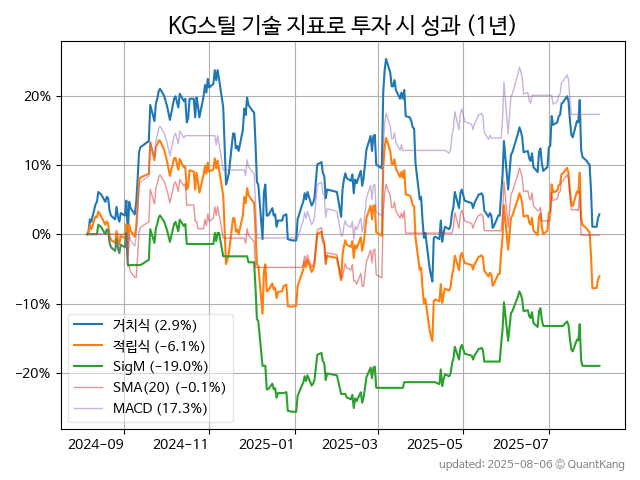 KG스틸 기술 지표로 투자 시 성과 (1년)
20%
10%
0%
−10%
−20%
거치식 (2.9%)
적립식 (−6.1%)
SigM (−19.0%)
SMA(20) (−0.1%)
MACD (17.3%)
2024-09 2024-11 2025-01 2025-03 2025-05 2025-07
updated: 2025-08-06 © QuantKang